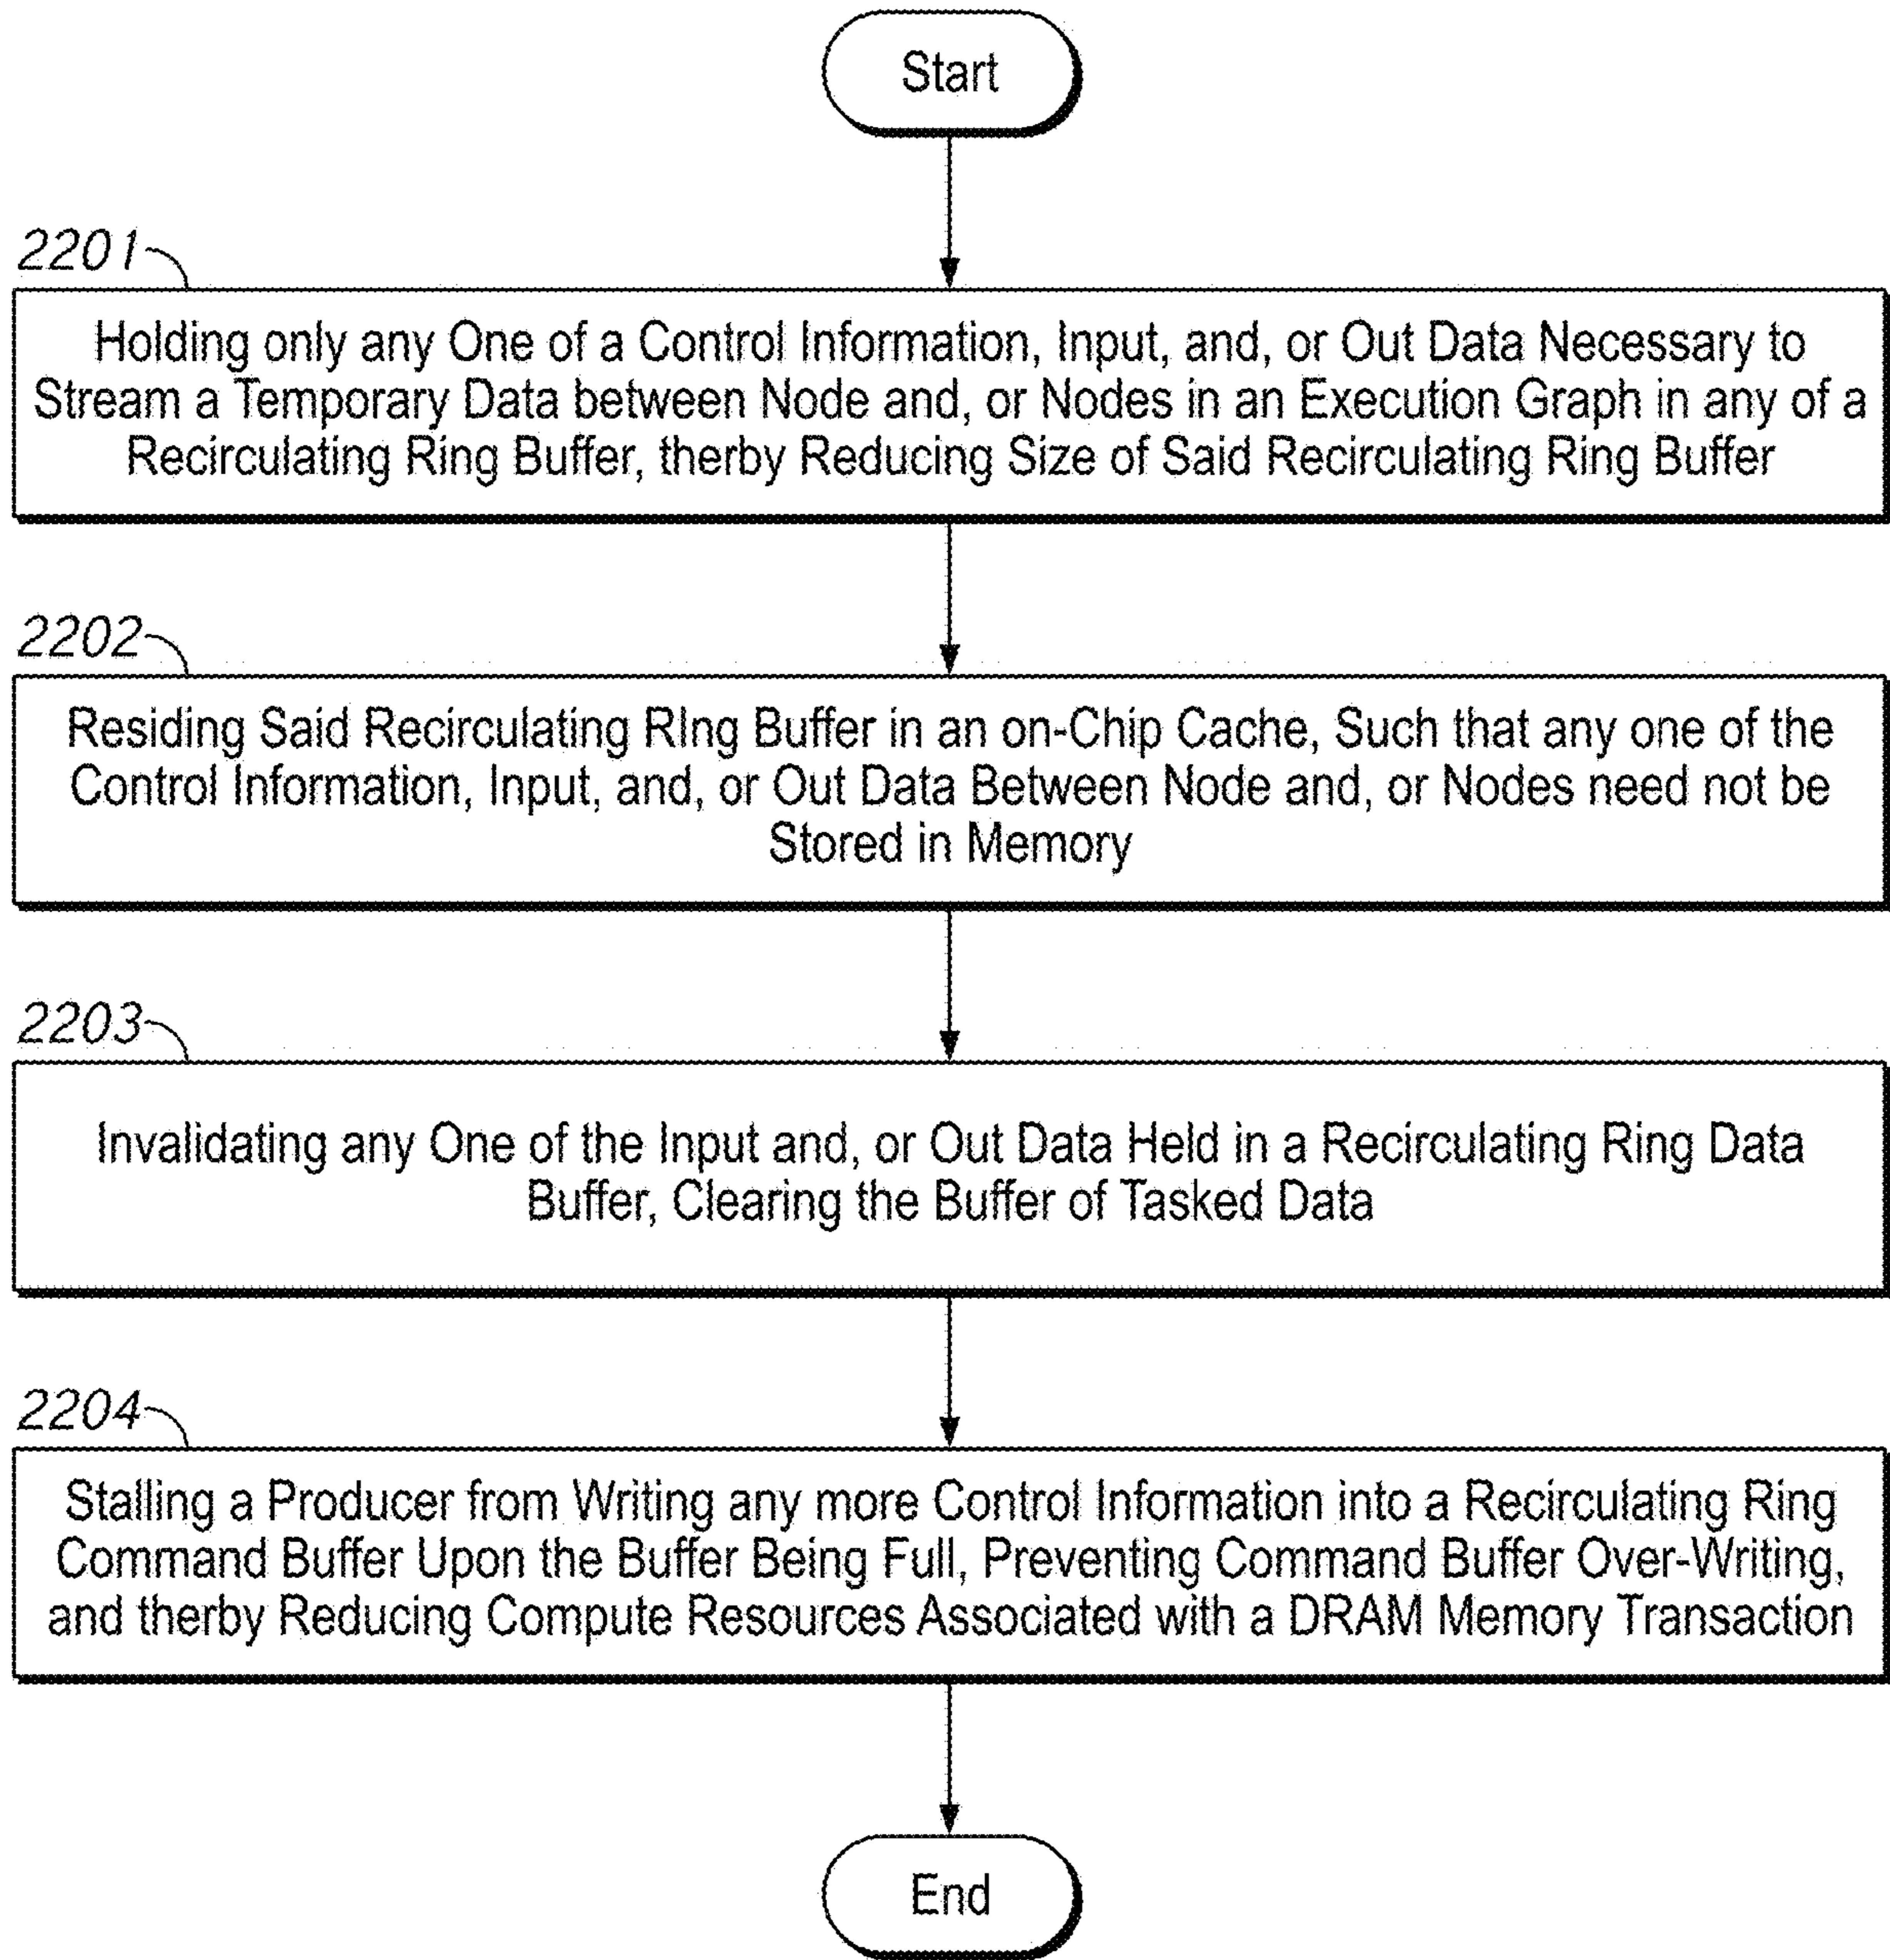 Start
2201
Holding only any One of a Control Information, Input, and, or Out Data Necessary to
Stream a Temporary Data between Node and, or Nodes in an Execution Graph in any of a
Recirculating Ring Buffer, therby Reducing Size of Said Recirculating Ring Buffer
2202
Residing Said Recirculating RIng Buffer in an on-Chip Cache, Such that any one of the
Control Information, Input, and, or Out Data Between Node and, or Nodes need not be
Stored in Memory
2203
Invalidating any One of the Input and, or Out Data Held in a Recirculating Ring Data
Buffer, Clearing the Buffer of Tasked Data
2204
Stalling a Producer from Writing any more Control Information into a Recirculating Ring
Command Buffer Upon the Buffer Being Full, Preventing Command Buffer Over-Writing,
and therby Reducing Compute Resources Associated with a DRAM Memory Transaction
End